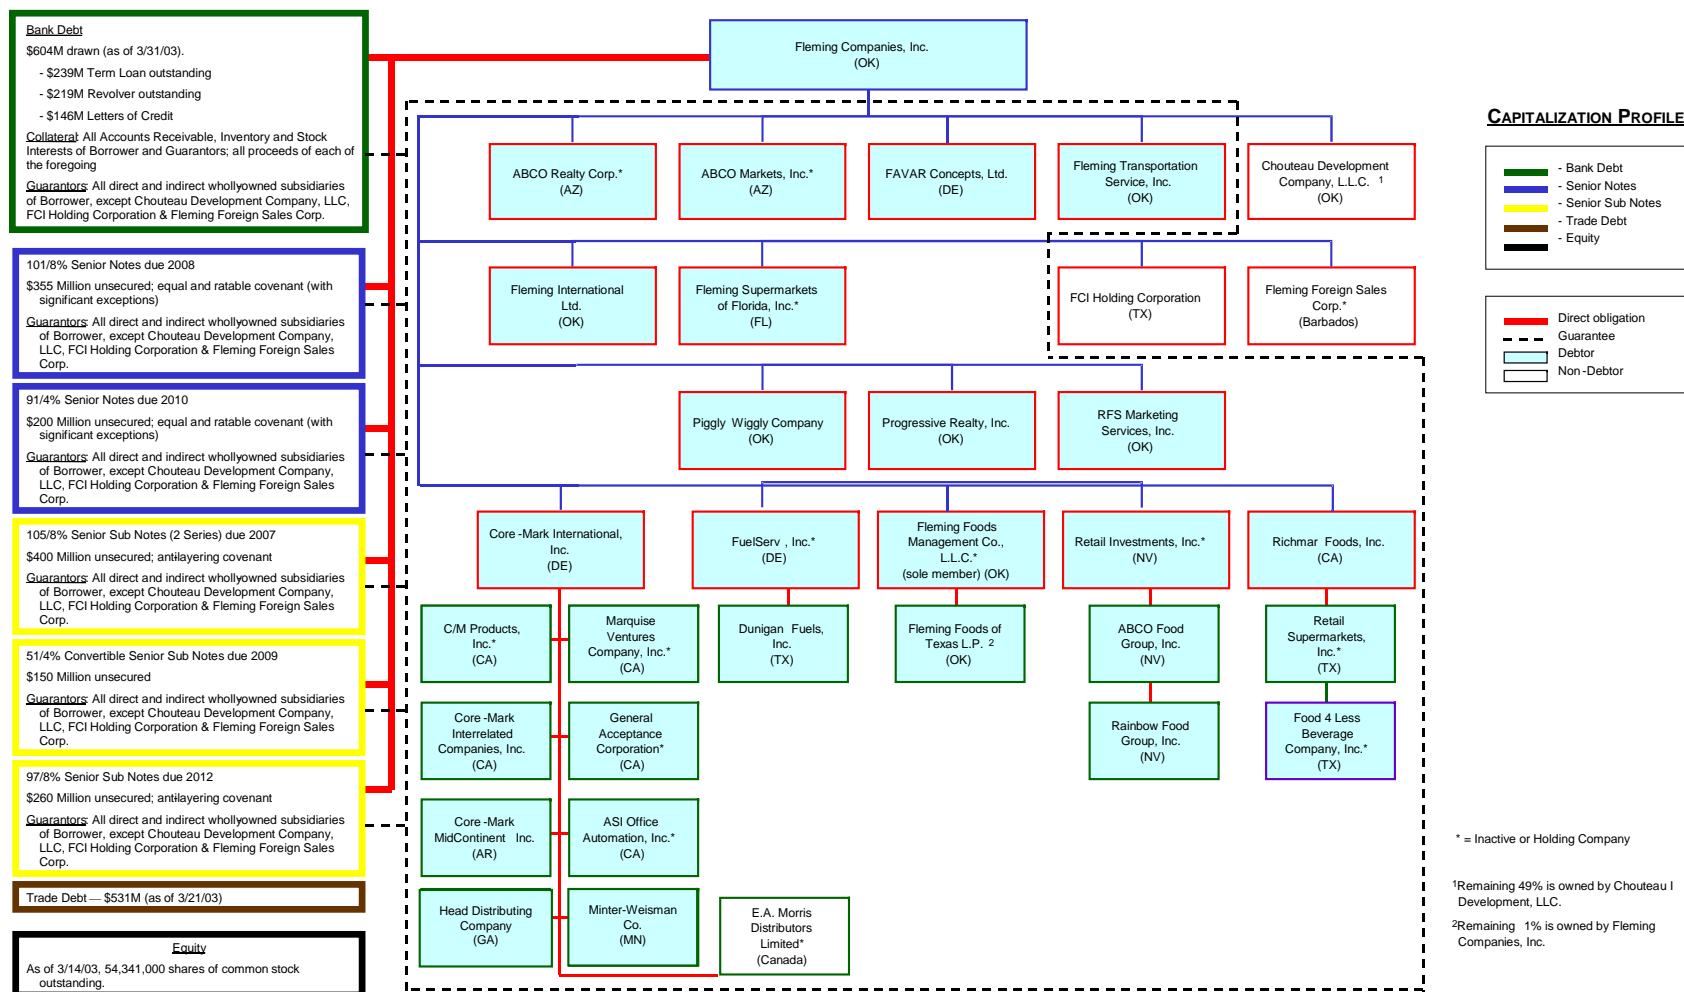 Bank Debt
$604M drawn (as of 3/31/03).
- $239M Term Loan outstanding
- $219M Revolver outstanding
- $146M Letters of Credit
Collateral: All Accounts Receivable, Inventory and Stock
Interests of Borrower and Guarantors; all proceeds of each of
the foregoing
Guarantors: All direct and indirect wholly-owned subsidiaries
of Borrower, except Chouteau Development Company, LLC,
FCI Holding Corporation & Fleming Foreign Sales Corp.
101/8% Senior Notes due 2008
$355 Million unsecured; equal and ratable covenant (with
significant exceptions)
Guarantors: All direct and indirect wholly-owned subsidiaries
of Borrower, except Chouteau Development Company,
LLC, FCI Holding Corporation & Fleming Foreign Sales
Corp.
91/4% Senior Notes due 2010
$200 Million unsecured; equal and ratable covenant (with
significant exceptions)
Guarantors: All direct and indirect wholly-owned subsidiaries
of Borrower, except Chouteau Development Company,
LLC, FCI Holding Corporation & Fleming Foreign Sales
Corp.
105/8% Senior Sub Notes (2 Series) due 2007
$400 Million unsecured; anti-layering covenant
Guarantors: All direct and indirect wholly-owned subsidiaries
of Borrower, except Chouteau Development Company,
LLC, FCI Holding Corporation & Fleming Foreign Sales
Corp.
51/4% Convertible Senior Sub Notes due 2009
$150 Million unsecured
Guarantors: All direct and indirect wholly-owned subsidiaries
of Borrower, except Chouteau Development Company,
LLC, FCI Holding Corporation & Fleming Foreign Sales
Corp.
97/8% Senior Sub Notes due 2012
$260 Million unsecured; anti-layering covenant
Guarantors: All direct and indirect wholly-owned subsidiaries
of Borrower, except Chouteau Development Company,
LLC, FCI Holding Corporation & Fleming Foreign Sales
Corp.
Trade Debt — $531M (as of 3/21/03)
Equity
As of 3/14/03, 54,341,000 shares of common stock
outstanding.
Fleming Companies, Inc.
(OK)
ABCO Realty Corp.*
(AZ)
ABCO Markets, Inc.*
(AZ)
FAVAR Concepts, Ltd.
(DE)
Fleming Transportation
Service, Inc.
(OK)
Chouteau Development
Company, L.L.C. 1
(OK)
Fleming International
Ltd.
(OK)
Fleming Supermarkets
of Florida, Inc.*
(FL)
FCI Holding Corporation
(TX)
Fleming Foreign Sales
Corp.*
(Barbados)
Piggly Wiggly Company
(OK)
Progressive Realty, Inc.
(OK)
RFS Marketing
Services, Inc.
(OK)
Core-Mark International,
Inc.
(DE)
FuelServ, Inc.*
(DE)
Fleming Foods
Management Co.,
L.L.C.*
(sole member) (OK)
Retail Investments, Inc.*
(NV)
Richmar Foods, Inc.
(CA)
C/M Products,
Inc.*
(CA)
Marquise
Ventures
Company, Inc.*
(CA)
Dunigan Fuels,
Inc.
(TX)
Fleming Foods of
Texas L.P. 2
(OK)
ABCO Food
Group, Inc.
(NV)
Retail
Supermarkets,
Inc.*
(TX)
Core-Mark
Interrelated
Companies, Inc.
(CA)
General
Acceptance
Corporation*
(CA)
Rainbow Food
Group, Inc.
(NV)
Food 4 Less
Beverage
Company, Inc.*
(TX)
Core-Mark
MidContinent Inc.
(AR)
ASI Office
Automation, Inc.*
(CA)
Head Distributing
Company
(GA)
Minter-Weisman
Co.
(MN)
E.A. Morris
Distributors
Limited*
(Canada)
CAPITALIZATION PROFILE
- Bank Debt
- Senior Notes
- Senior Sub Notes
- Trade Debt
- Equity
Direct obligation
Guarantee
Debtor
Non-Debtor
* = Inactive or Holding Company
1Remaining 49% is owned by Chouteau I
Development, LLC.
2Remaining 1% is owned by Fleming
Companies, Inc.